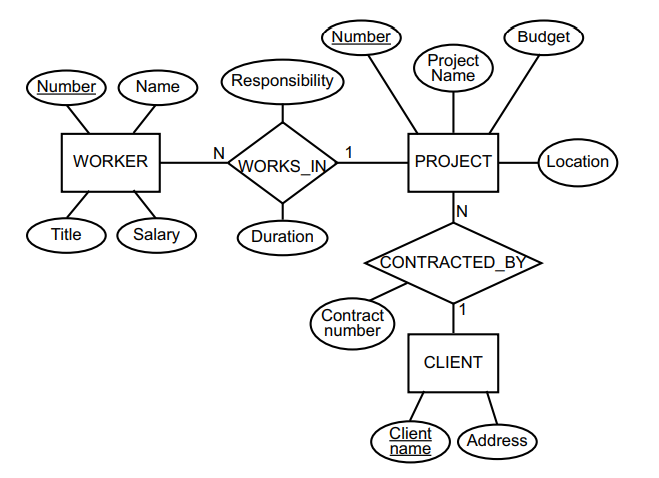 Number
Budget
Project
Name
Number
Name
Responsibility
WORKER
N
WORKS_IN
1
PROJECT
Location
Title
Salary
Duration
N
CONTRACTED_BY
Contract
number
1
CLIENT
Client
name
Address